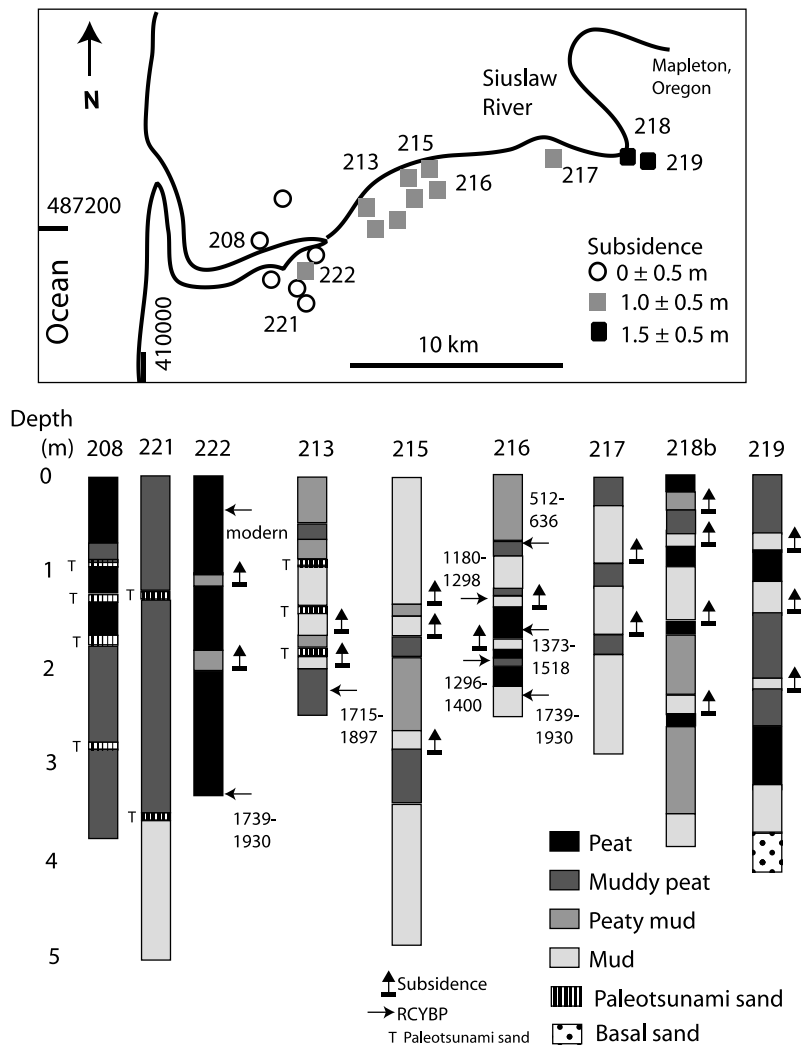 N
Siuslaw
River
Mapleton,
Oregon
218
219
215
213
216
217
487200
208
222
221
Ocean
410000
10 km
Subsidence
0 ± 0.5 m
1.0 ± 0.5 m
1.5 ± 0.5 m
Depth
(m)
208 221 222 213 215 216 217 218b 219
0
1
2
3
4
5
T
T
T
T
T
T
modern
1739-
1930
T
T
T
1715-
1897
512-
636
1180-
1298
1373-
1518
1296-
1400
1739-
1930
Peat
Muddy peat
Peaty mud
Mud
Paleotsunami sand
Basal sand
Subsidence
RCYBP
T Paleotsunami sand